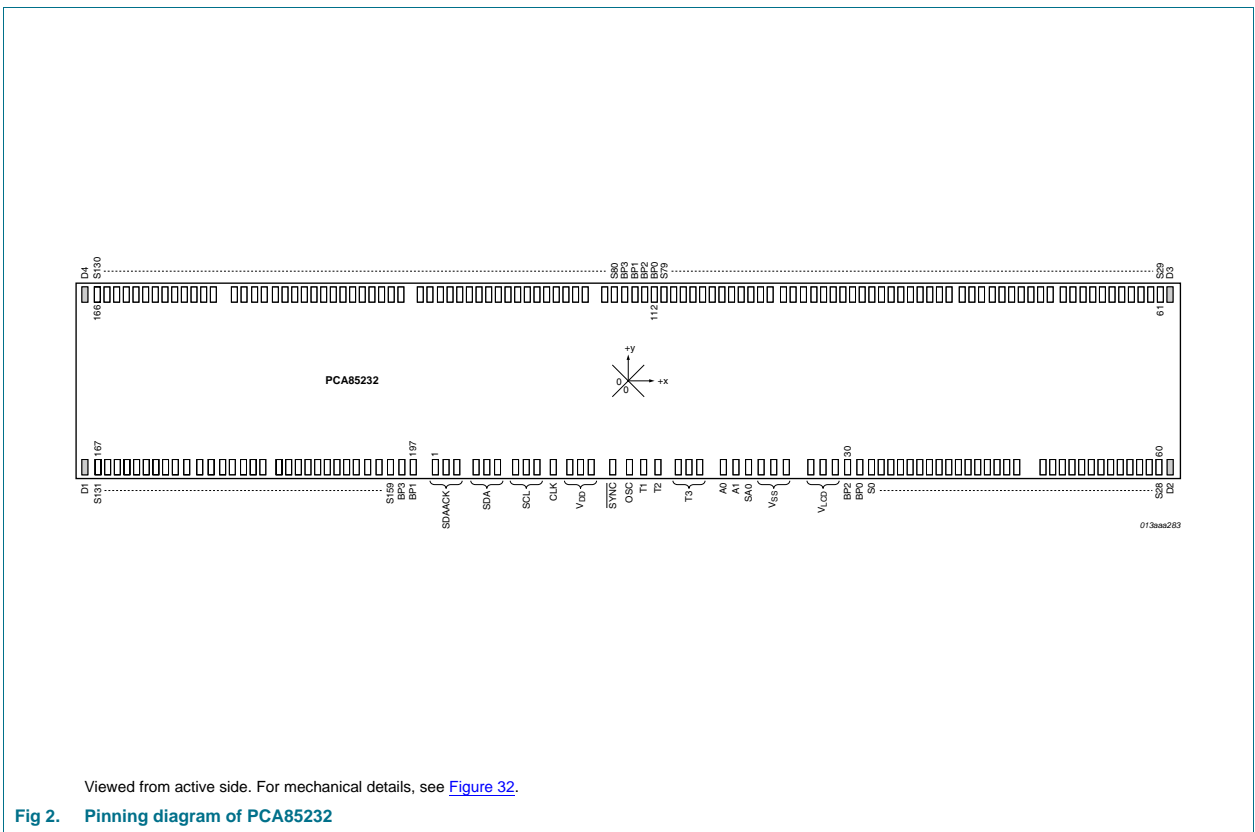 D4
S130
S80
BP3
BP1
BP2
BP0
S79
S29
D3
166
112
61
+y
0
0
+x
PCA85232
167
197
1
30
60
D1
S131
S159
BP3
BP1
SDAACK
SDA
SCL
CLK
VDD
SYNC
OSC
T1
T2
T3
A0
A1
SA0
VSS
VLCD
BP2
BP0
S0
S28
D2
013aaa283
Viewed from active side. For mechanical details, see Figure 32.
Fig 2. Pinning diagram of PCA85232